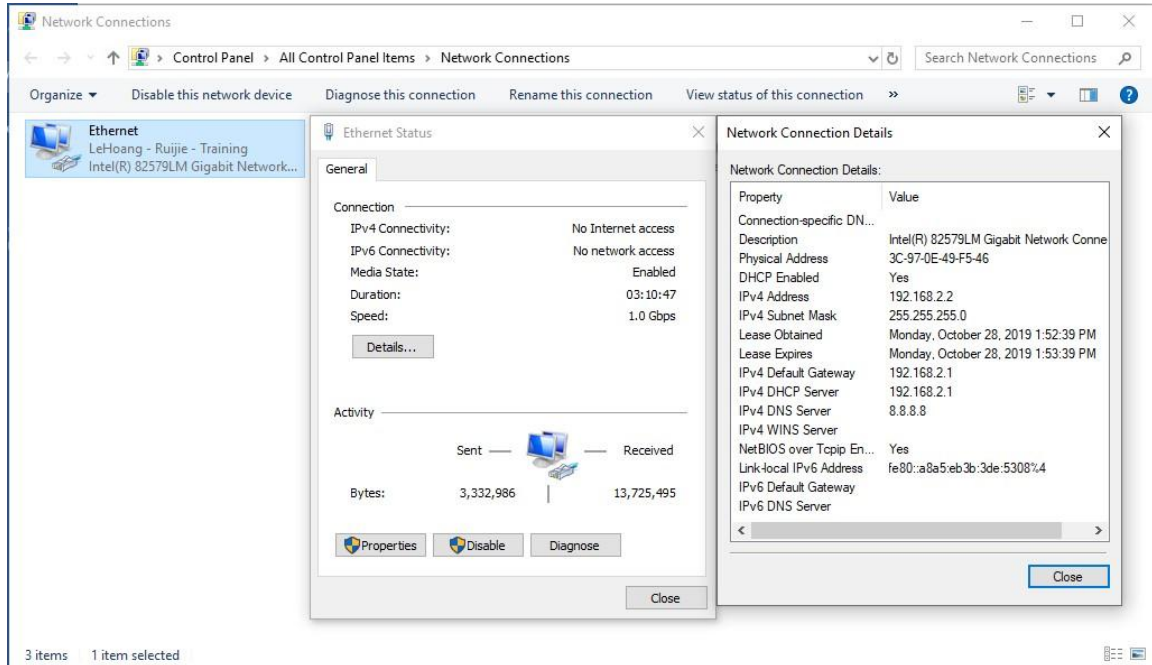 Network Connections
Control Panel > All Control Panel Items > Network Connections
Search Network Connections
Organize
Disable this network device
Diagnose this connection
Rename this connection
View status of this connection
»
Ethernet
LeHoang - Ruijie - Training
Intel(R) 82579LM Gigabit Network...
Ethernet Status
General
Connection
IPv4 Connectivity: No Internet access
IPv6 Connectivity: No network access
Media State: Enabled
Duration: 03:10:47
Speed: 1.0 Gbps
Details...
Activity
Sent — Received
Bytes: 3,332,986 | 13,725,495
Properties Disable Diagnose
Close
Network Connection Details
Network Connection Details:
Property Value
Connection-specific DN...
Description Intel(R) 82579LM Gigabit Network Conne
Physical Address 3C-97-0E-49-F5-46
DHCP Enabled Yes
IPv4 Address 192.168.2.2
IPv4 Subnet Mask 255.255.255.0
Lease Obtained Monday, October 28, 2019 1:52:39 PM
Lease Expires Monday, October 28, 2019 1:53:39 PM
IPv4 Default Gateway 192.168.2.1
IPv4 DHCP Server 192.168.2.1
IPv4 DNS Server 8.8.8.8
IPv4 WINS Server
NetBIOS over Tcpip En... Yes
Link-local IPv6 Address fe80::a8a5:eb3b:3de:5308%4
IPv6 Default Gateway
IPv6 DNS Server
Close
3 items 1 item selected